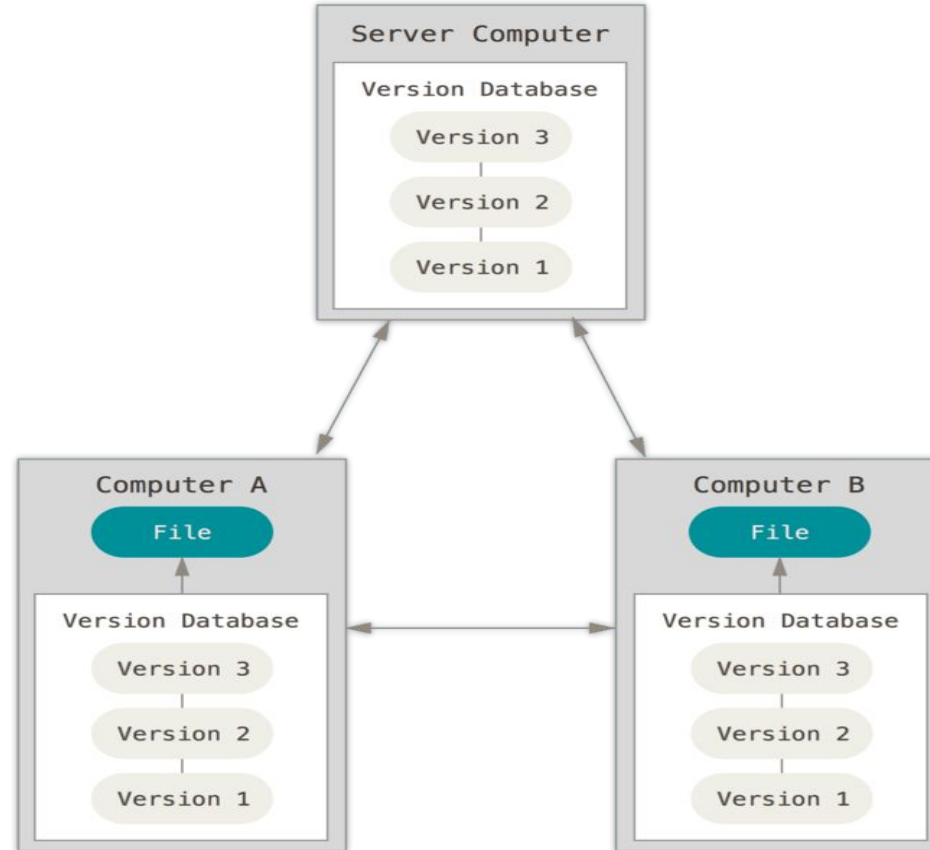 Server Computer
Version Database
Version 3
Version 2
Version 1
Computer A
File
Version Database
Version 3
Version 2
Version 1
Computer B
File
Version Database
Version 3
Version 2
Version 1